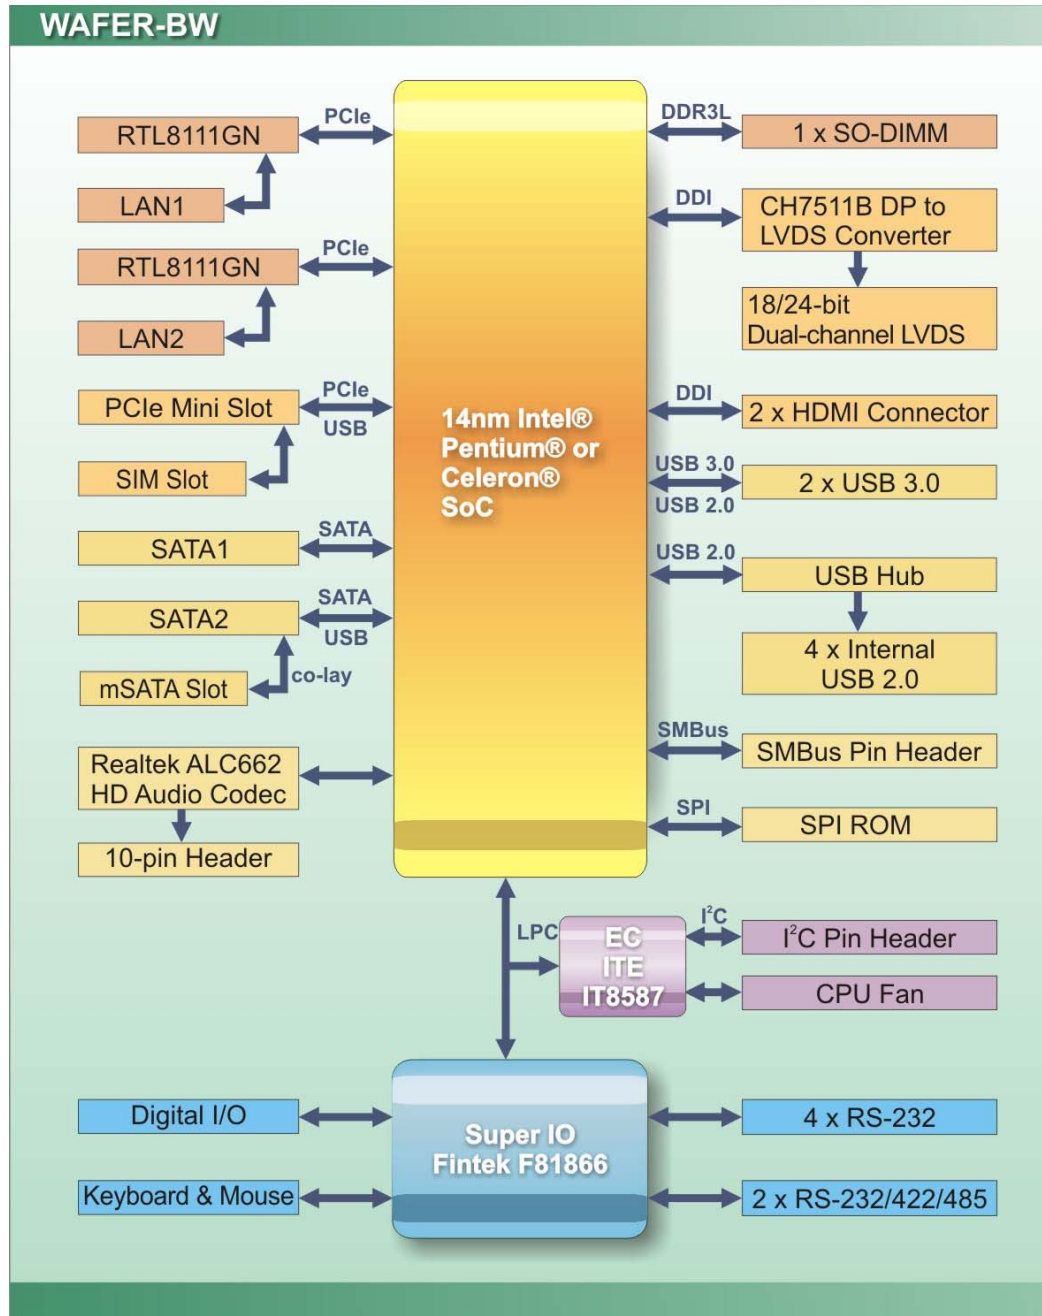 WAFER-BW
RTL8111GN
PCIe
LAN1
RTL8111GN
PCIe
LAN2
PCIe Mini Slot
PCIe
USB
SIM Slot
SATA1
SATA
SATA2
SATA
USB
co-lay
mSATA Slot
Realtek ALC662
HD Audio Codec
10-pin Header
14nm Intel®
Pentium® or
Celeron®
SoC
DDR3L
1 x SO-DIMM
DDI
CH7511B DP to
LVDS Converter
18/24-bit
Dual-channel LVDS
DDI
2 x HDMI Connector
USB 3.0
USB 2.0
2 x USB 3.0
USB 2.0
USB Hub
4 x Internal
USB 2.0
SMBus
SMBus Pin Header
SPI
SPI ROM
LPC
EC
ITE
IT8587
I²C
I²C Pin Header
CPU Fan
Digital I/O
Keyboard & Mouse
Super IO
Fintek F81866
4 x RS-232
2 x RS-232/422/485